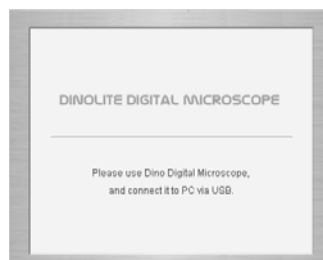 DINOLITE DIGITAL MICROSCOPE
Please use Dino Digital Microscope,
and connect it to PC via USB.